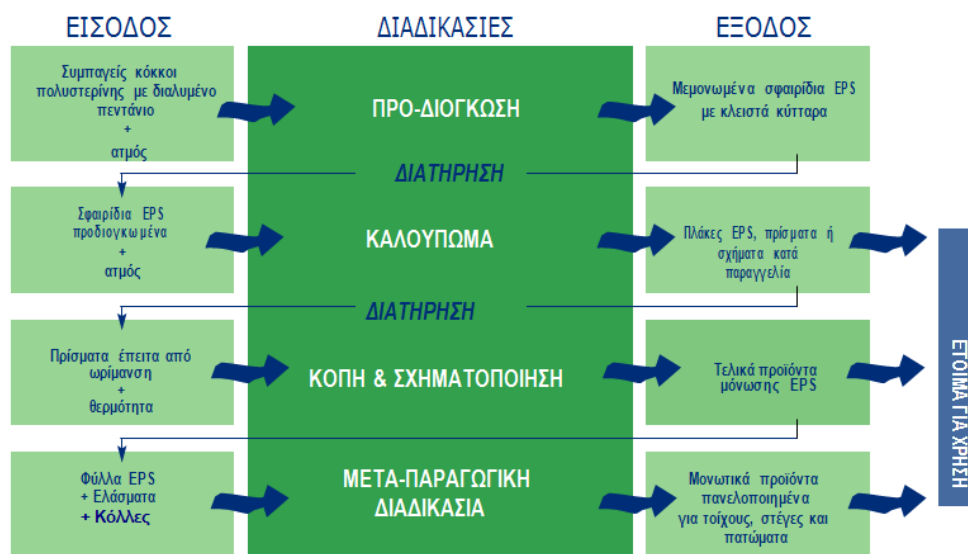 ΕΙΣΟΔΟΣ
ΔΙΑΔΙΚΑΣΙΕΣ
ΕΞΟΔΟΣ
Συμπαγείς κόκκοι
πολυστερίνης με διαλυμένο
πεντάνιο
+
ατμός
ΠΡΟ-ΔΙΟΓΚΩΣΗ
Μεμονωμένα σφαιρίδια EPS
με κλειστά κύτταρα
ΔΙΑΤΗΡΗΣΗ
Σφαιρίδια EPS
προδιογκωμένα
+
ατμός
ΚΑΛΟΥΠΩΜΑ
Πλάκες EPS, πρίσματα ή
σχήματα κατά
παραγγελία
ΔΙΑΤΗΡΗΣΗ
Πρίσματα έπειτα από
ωρίμανση
+
θερμότητα
ΚΟΠΗ & ΣΧΗΜΑΤΟΠΟΙΗΣΗ
Τελικά προϊόντα
μόνωσης EPS
Φύλλα EPS
+ Ελάσματα
+ Κόλλες
ΜΕΤΑ-ΠΑΡΑΓΩΓΙΚΗ
ΔΙΑΔΙΚΑΣΙΑ
Μονωτικά προϊόντα
πανελοποιημένα
για τοίχους, στέγες και
πατώματα
ΕΤΟΙΜΑ ΓΙΑ ΧΡΗΣΗ